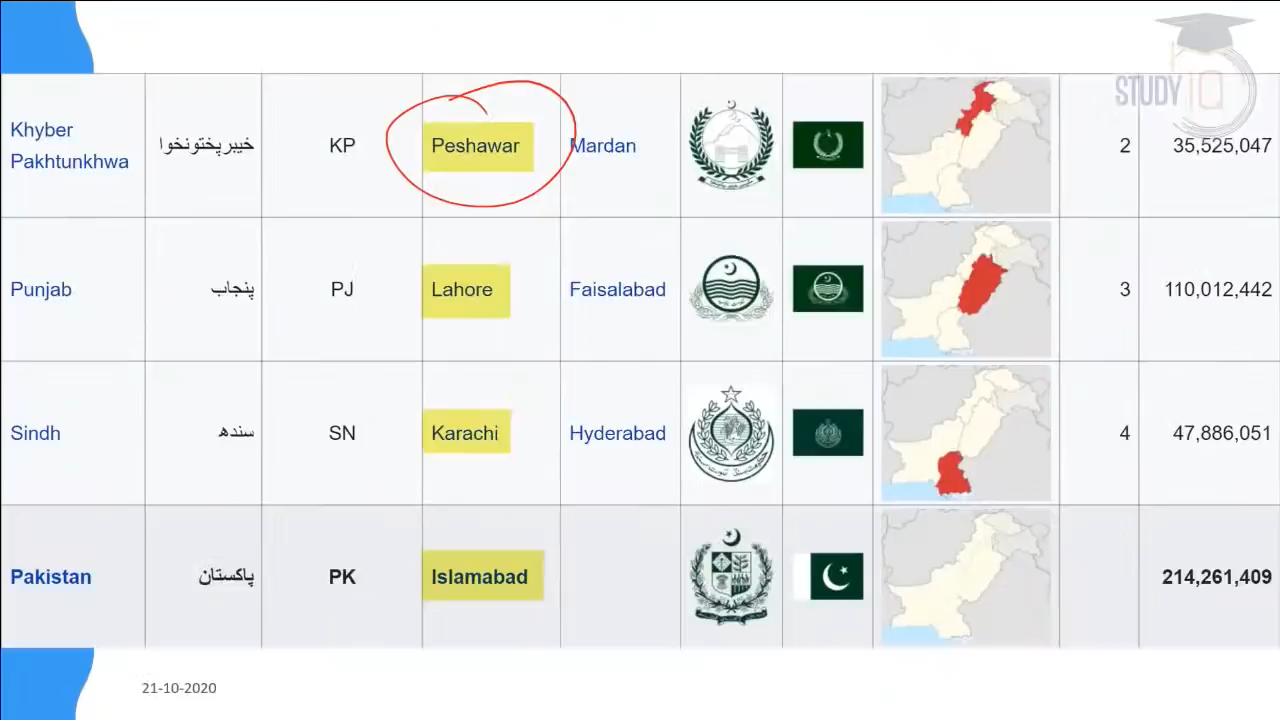 STUDY IQ
Khyber
Pakhtunkhwa
خیبرپختونخوا
KP
Peshawar
Mardan
2
35,525,047
Punjab
پنجاب
PJ
Lahore
Faisalabad
3
110,012,442
Sindh
سندھ
SN
Karachi
Hyderabad
4
47,886,051
Pakistan
پاکستان
PK
Islamabad
214,261,409
21-10-2020